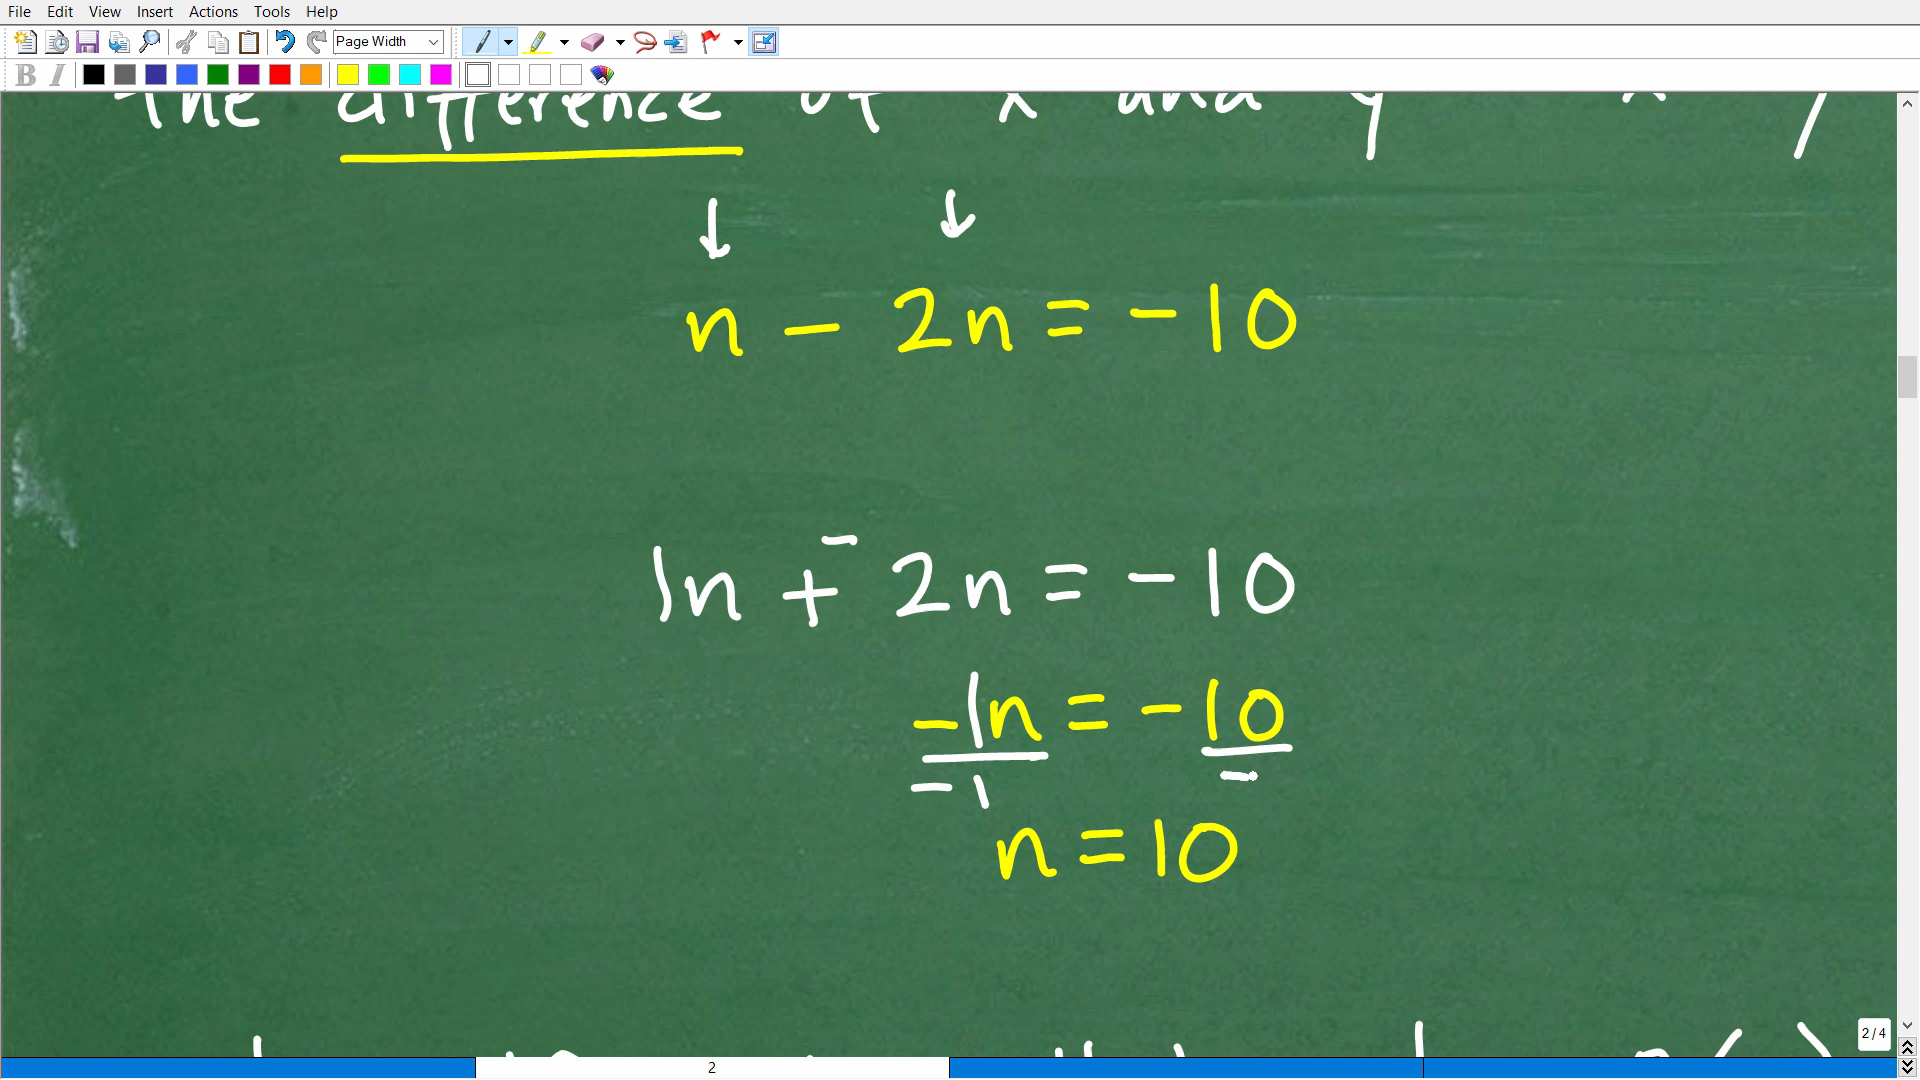 File Edit View Insert Actions Tools Help
Page Width
B I
the difference of x and y
n - 2n = -10
1n + ⁻2n = -10
-1n = -10
-1 -
n = 10
2 / 4
2